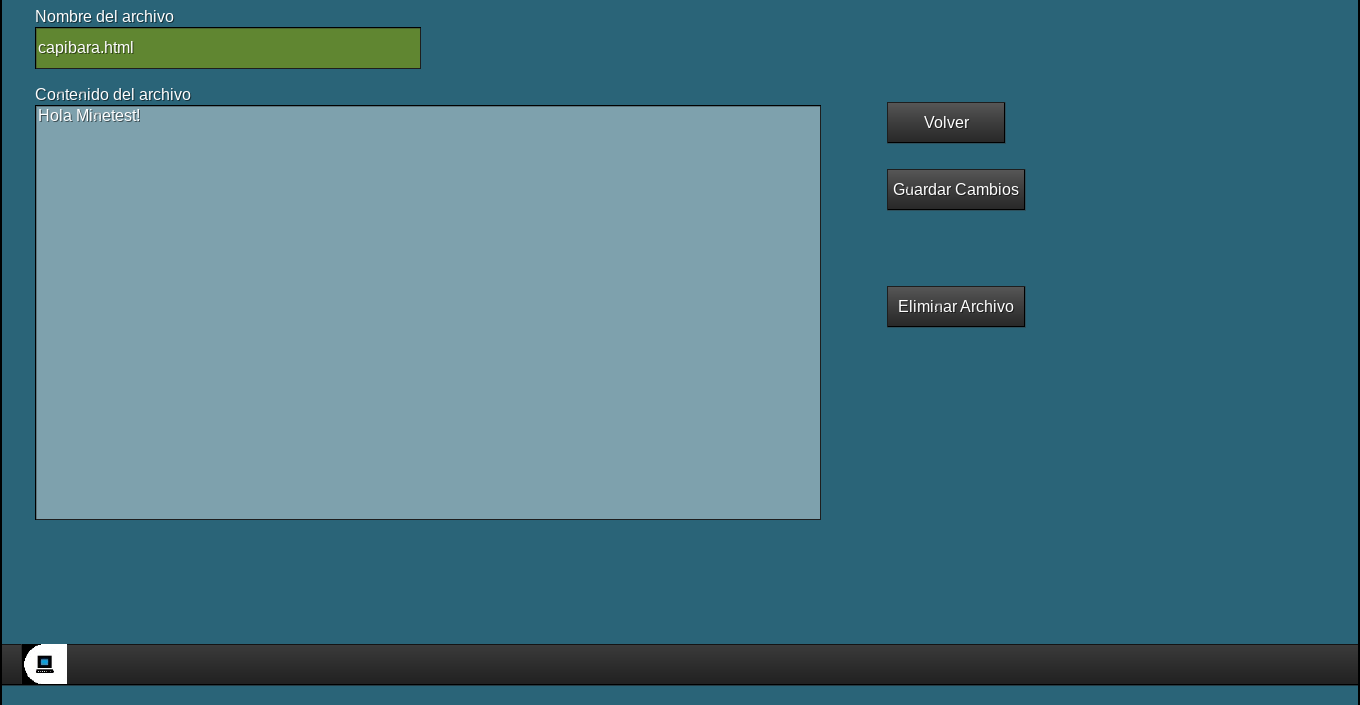 Nombre del archivo
capibara.html
Contenido del archivo
Hola Minetest!
Volver
Guardar Cambios
Eliminar Archivo